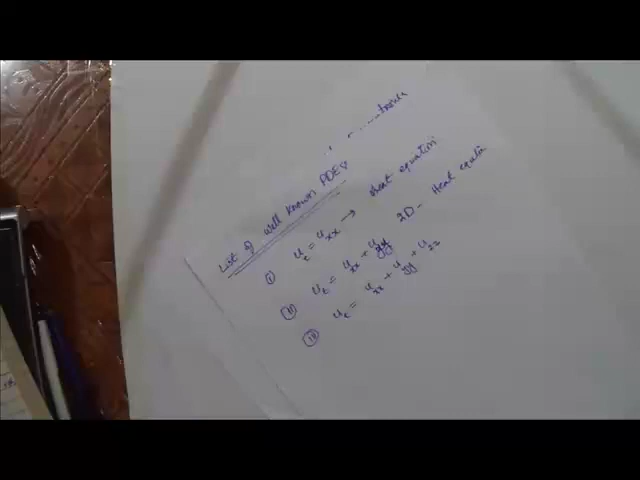 List of well known PDE's
(i) u_t = u_xx → Heat equation
(ii) u_t = u_xx + u_yy 2D - Heat equation
(iii) u_t = u_xx + u_yy + u_zz